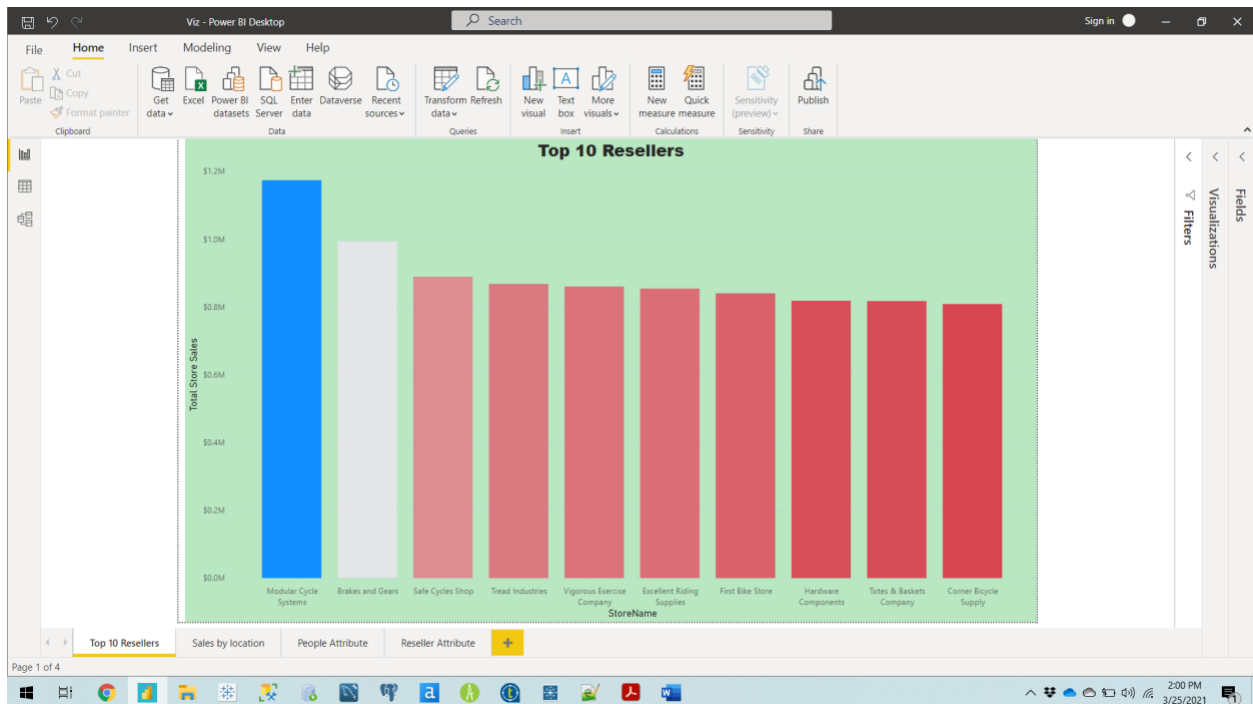 Viz - Power BI Desktop
Search
Sign in
File Home Insert Modeling View Help
Paste
Cut
Copy
Format painter
Clipboard
Get data
Excel
Power BI datasets
SQL Server
Enter data
Dataverse
Recent sources
Data
Transform data
Refresh
Queries
New visual
Text box
More visuals
Insert
New measure
Quick measure
Calculations
Sensitivity (preview)
Sensitivity
Publish
Share
Top 10 Resellers
$1.2M
$1.0M
$0.8M
$0.6M
$0.4M
$0.2M
$0.0M
Total Store Sales
Modular Cycle Systems
Brakes and Gears
Safe Cycles Shop
Tread Industries
Vigorous Exercise Company
Excellent Riding Supplies
First Bike Store
Hardware Components
Totes & Baskets Company
Corner Bicycle Supply
StoreName
Filters
Visualizations
Fields
Top 10 Resellers Sales by location People Attribute Reseller Attribute
Page 1 of 4
2:00 PM
3/25/2021